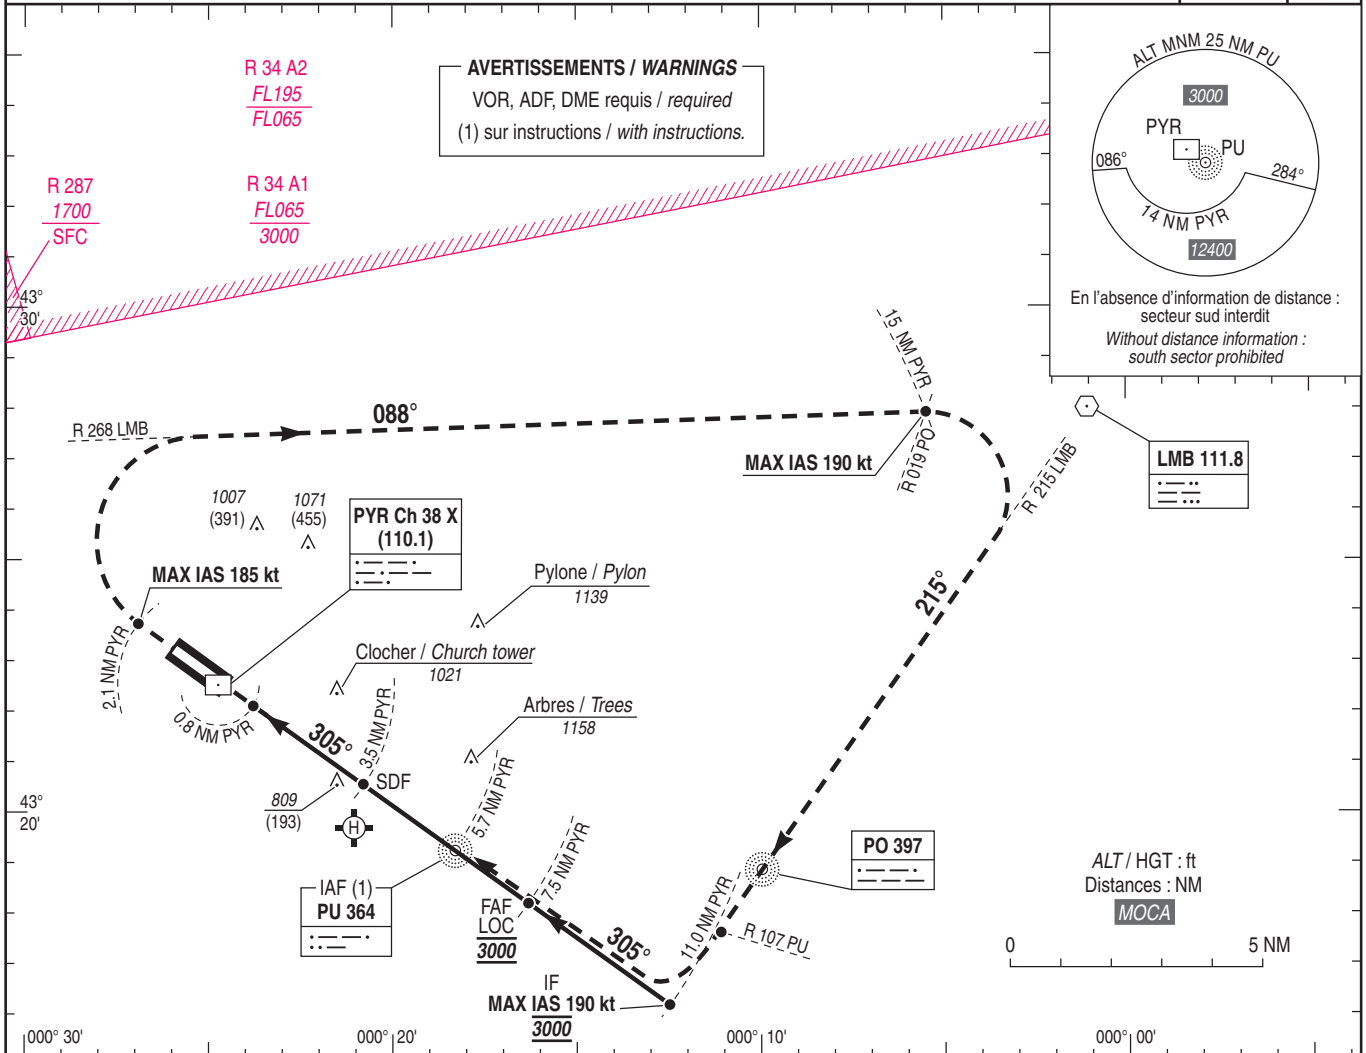 R 34 A2
FL195
FL065
AVERTISSEMENTS / WARNINGS
VOR, ADF, DME requis / required
(1) sur instructions / with instructions.
ALT MNM 25 NM PU
3000
PYR
PU
086°
284°
14 NM PYR
12400
En l'absence d'information de distance :
secteur sud interdit
Without distance information :
south sector prohibited
R 287
1700
SFC
R 34 A1
FL065
3000
43°
30'
15 NM PYR
R 268 LMB
088°
MAX IAS 190 kt
R 019 PO
R 215 LMB
LMB 111.8
1007
(391)
1071
(455)
PYR Ch 38 X
(110.1)
MAX IAS 185 kt
Pylone / Pylon
1139
215°
2.1 NM PYR
Clocher / Church tower
1021
0.8 NM PYR
305°
3.5 NM PYR
Arbres / Trees
1158
SDF
5.7 NM PYR
809
(193)
H
43°
20'
7.5 NM PYR
PO 397
IAF (1)
PU 364
FAF
LOC
3000
305°
11.0 NM PYR
R 107 PU
ALT / HGT : ft
Distances : NM
MOCA
0
5 NM
IF
MAX IAS 190 kt
3000
000° 30'
000° 20'
000° 10'
000° 00'